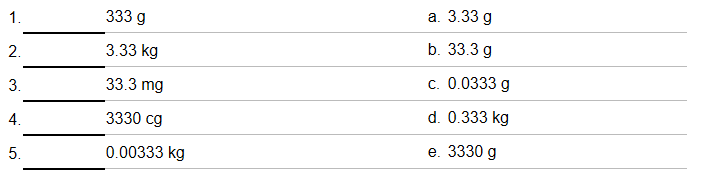 1. 333 g a. 3.33 g
2. 3.33 kg b. 33.3 g
3. 33.3 mg c. 0.0333 g
4. 3330 cg d. 0.333 kg
5. 0.00333 kg e. 3330 g